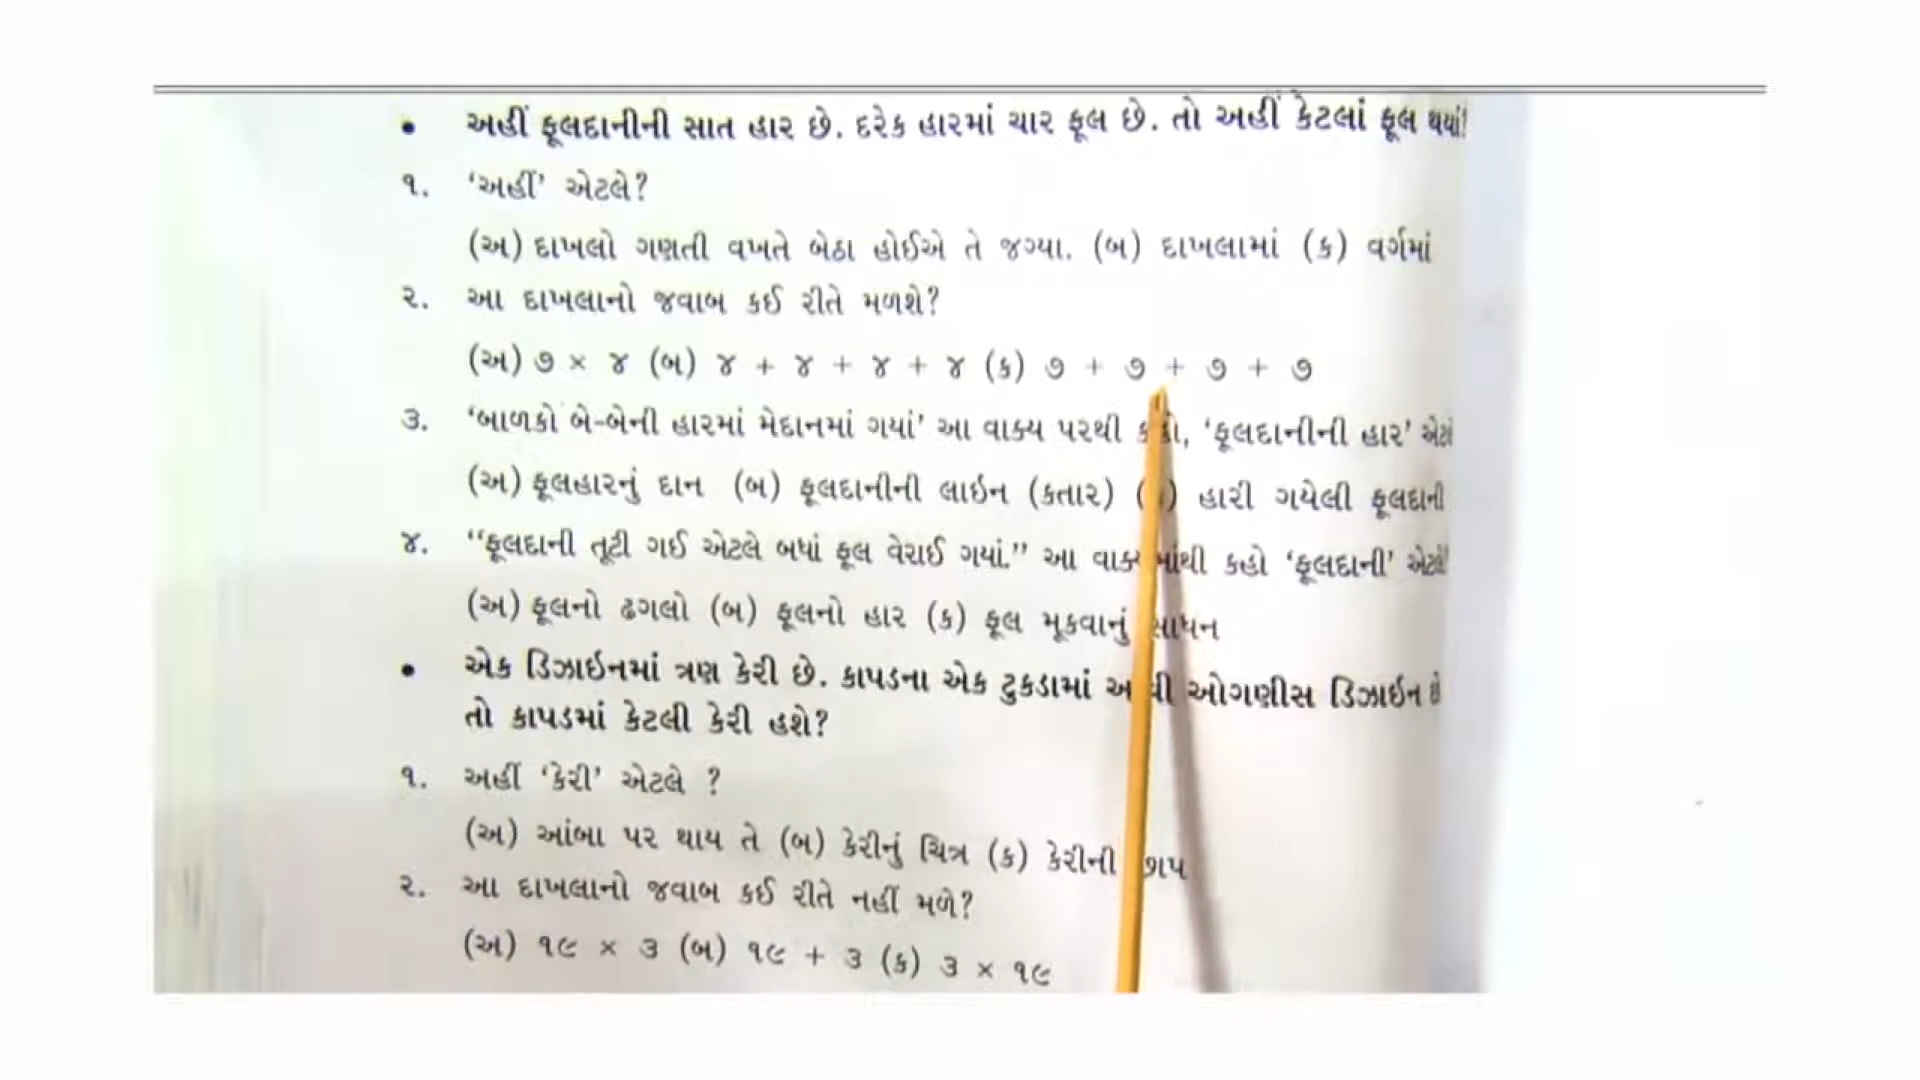 • અહીં ફૂલદાનીની સાત હાર છે. દરેક હારમાં ચાર ફૂલ છે. તો અહીં કેટલાં ફૂલ થયાં?
૧. ‘અહીં’ એટલે?
(અ) દાખલો ગણતી વખતે બેઠા હોઈએ તે જગ્યા. (બ) દાખલામાં (ક) વર્ગમાં
૨. આ દાખલાનો જવાબ કઈ રીતે મળશે?
(અ) ૭ × ૪ (બ) ૪ + ૪ + ૪ + ૪ (ક) ૭ + ૭ + ૭ + ૭
૩. ‘બાળકો બે-બેની હારમાં મેદાનમાં ગયાં’ આ વાક્ય પરથી કહો, ‘ફૂલદાનીની હાર’
(અ) ફૂલહારનું દાન (બ) ફૂલદાનીની લાઇન (કતાર) હારી ગયેલી ફૂલદાની
૪. “ફૂલદાની તૂટી ગઈ એટલે બધાં ફૂલ વેરાઈ ગયાં.” આ કહો ‘ફૂલદાની’ એટલે
(અ) ફૂલનો ઢગલો (બ) ફૂલનો હાર (ક) ફૂલ મૂકવાનું સાધન
• એક ડિઝાઇનમાં ત્રણ કેરી છે. કાપડના એક ટુકડામાં ઓગણીસ ડિઝાઇન છે
તો કાપડમાં કેટલી કેરી હશે?
૧. અહીં ‘કેરી’ એટલે ?
(અ) આંબા પર થાય તે (બ) કેરીનું ચિત્ર (ક) કેરીની છાપ
૨. આ દાખલાનો જવાબ કઈ રીતે નહીં મળે?
(અ) ૧૯ × ૩ (બ) ૧૯ + ૩ (ક) ૩ × ૧૯